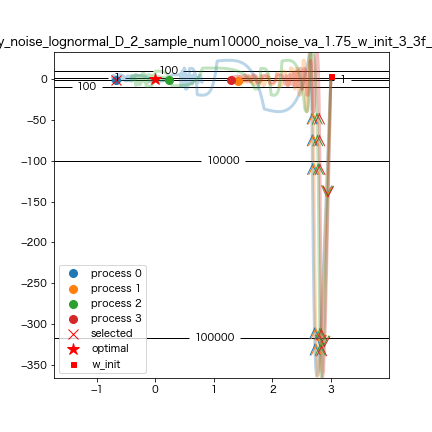 y_noise_lognormal_D_2_sample_num10000_noise_va_1.75_w_init_3_3f_
0
−50
−100
−150
−200
−250
−300
−350
1
100
100
1
10000
100000
process 0
process 1
process 2
process 3
selected
optimal
w_init
−1
0
1
2
3